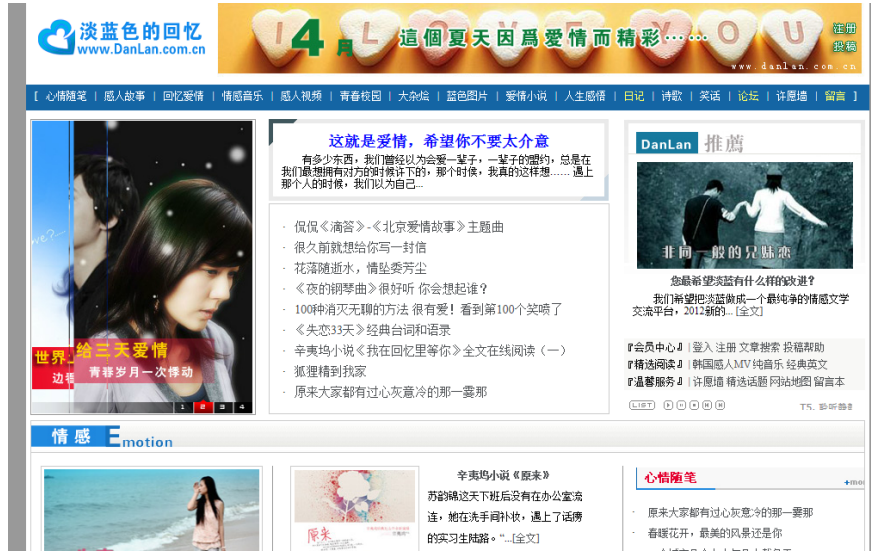 淡蓝色的回忆
www.DanLan.com.cn
4月
I LOVE YOU
這個夏天因爲愛情而精彩……
注册
投稿
www.danlan.com.cn
[ 心情随笔 | 感人故事 | 回忆爱情 | 情感音乐 | 感人视频 | 青春校园 | 大杂烩 | 蓝色图片 | 爱情小说 | 人生感悟 | 日记 | 诗歌 | 笑话 | 论坛 | 许愿墙 | 留言 ]
世界
给三天爱情
青春岁月一次悸动
1 2 3 4
这就是爱情，希望你不要太介意
有多少东西，我们曾经以为会爱一辈子，一辈子的盟约，总是在
我们最想拥有对方的时候许下的，那个时侯，我真的这样想…… 遇上
那个人的时候，我们以为自己...
· 侃侃《滴答》-《北京爱情故事》主题曲
· 很久前就想给你写一封信
· 花落随逝水，情坠委芳尘
· 《夜的钢琴曲》很好听 你会想起谁？
· 100种消灭无聊的方法 很有爱！看到第100个笑喷了
· 《失恋33天》经典台词和语录
· 辛夷坞小说《我在回忆里等你》全文在线阅读（一）
· 狐狸精到我家
· 原来大家都有过心灰意冷的那一霎那
DanLan 推薦
非同一般的兄妹恋
您最希望淡蓝有什么样的改进？
我们希望把淡蓝做成一个最纯净的情感文学
交流平台，2012新的... [全文]
『会员中心』| 登入 注册 文章搜索 投稿帮助
『精选阅读』| 韩国感人MV 纯音乐 经典英文
『温馨服务』| 许愿墙 精选话题 网站地图 留言本
LIST
情感 Emotion
原来
辛夷坞小说《原来》
苏韵锦这天下班后没有在办公室流
连，她在洗手间补妆，遇上了话痨
的实习生陆路。“...[全文]
心情随笔
· 原来大家都有过心灰意冷的那一霎那
· 春暖花开，最美的风景还是你